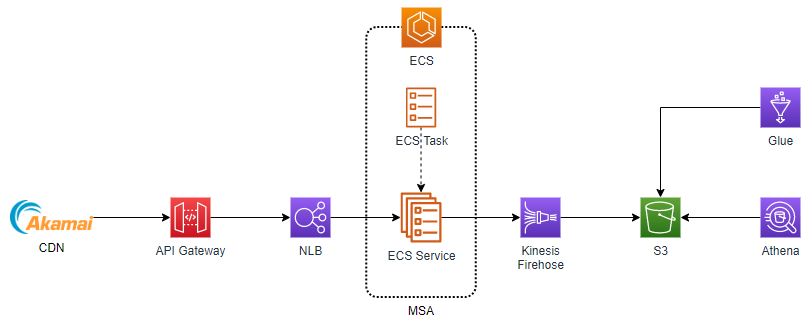 ECS
ECS Task
Glue
Akamai
CDN
API Gateway
NLB
ECS Service
Kinesis
Firehose
S3
Athena
MSA